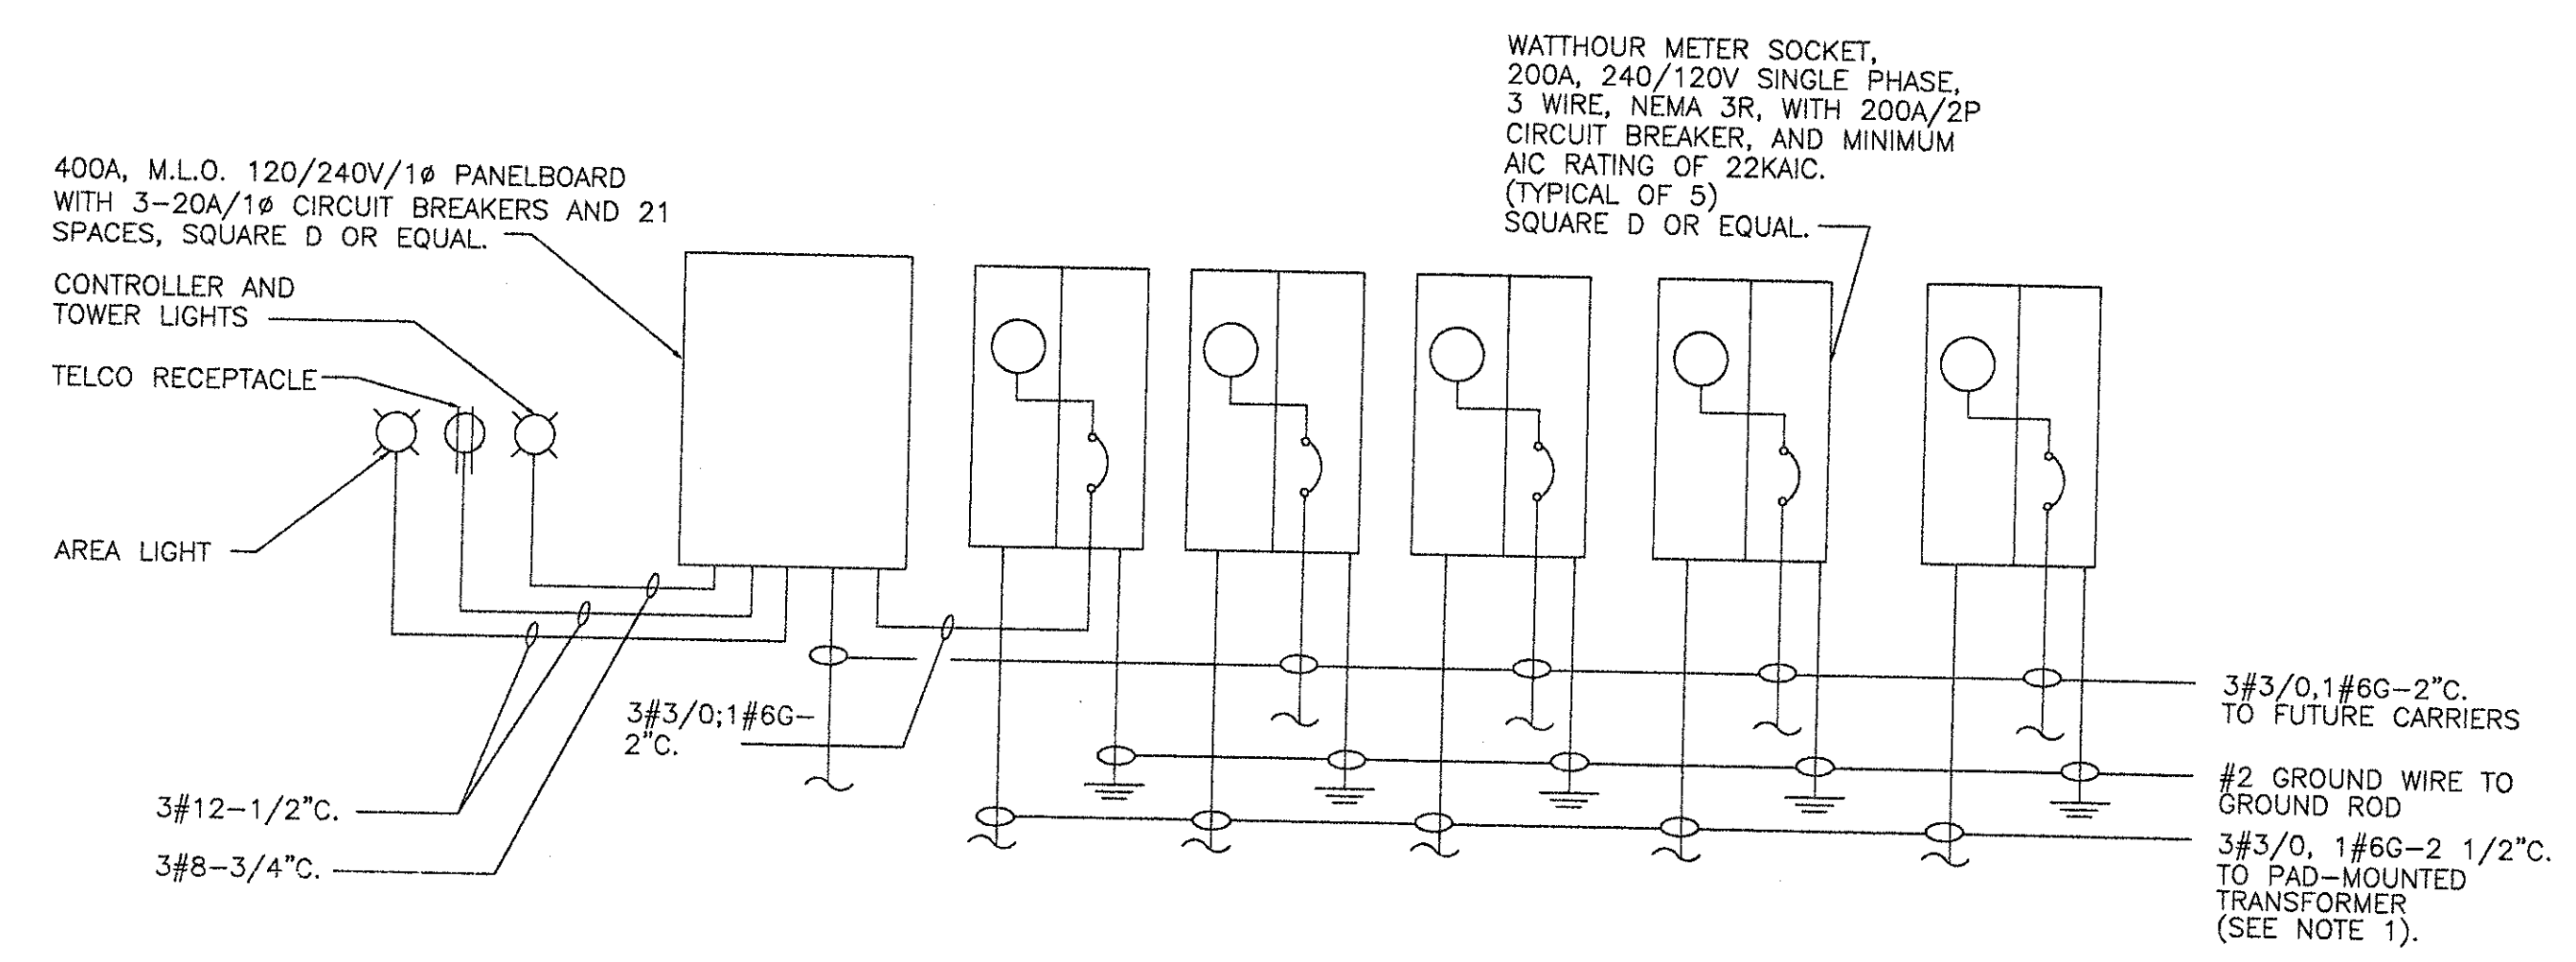 WATTHOUR METER SOCKET,
200A, 240/120V SINGLE PHASE,
3 WIRE, NEMA 3R, WITH 200A/2P
CIRCUIT BREAKER, AND MINIMUM
AIC RATING OF 22KAIC.
(TYPICAL OF 5)
SQUARE D OR EQUAL.
400A, M.L.O. 120/240V/1ø PANELBOARD
WITH 3-20A/1ø CIRCUIT BREAKERS AND 21
SPACES, SQUARE D OR EQUAL.
CONTROLLER AND
TOWER LIGHTS
TELCO RECEPTACLE
AREA LIGHT
3#12-1/2"C.
3#8-3/4"C.
3#3/0;1#6G-
2"C.
3#3/0,1#6G-2"C.
TO FUTURE CARRIERS
#2 GROUND WIRE TO
GROUND ROD
3#3/0, 1#6G-2 1/2"C.
TO PAD-MOUNTED
TRANSFORMER
(SEE NOTE 1).